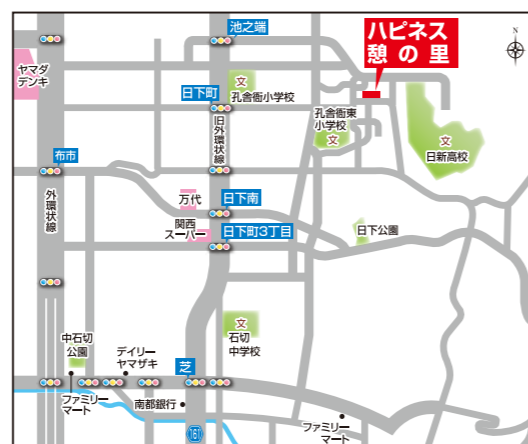 池之端
ハピネス
憩の里
N
ヤマダ
デンキ
文
孔舎衙小学校
日下町
旧外環状線
孔舎衙東
小学校
文
文
日新高校
布市
外環状線
万代
日下南
関西
スーパー
日下町3丁目
日下公園
文
石切
中学校
中石切
公園
デイリー
ヤマザキ
芝
ファミリー
マート
南都銀行
161
ファミリー
マート